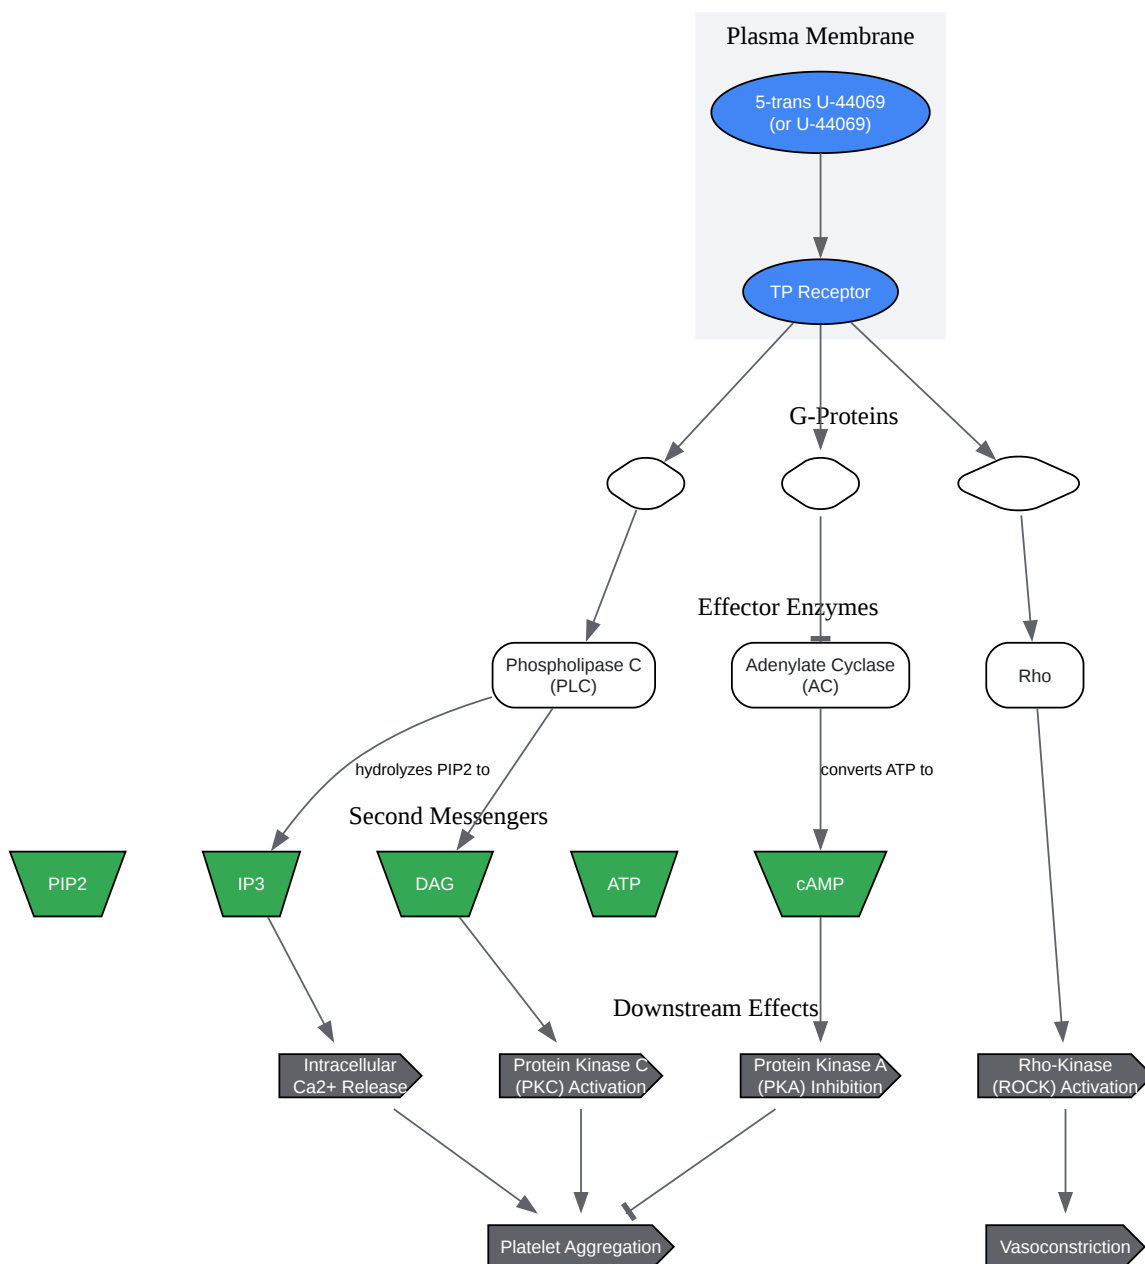 Plasma Membrane
5-trans U-44069
(or U-44069)
TP Receptor
G-Proteins
Effector Enzymes
Phospholipase C
(PLC)
Adenylate Cyclase
(AC)
Rho
hydrolyzes PIP2 to
converts ATP to
Second Messengers
PIP2
IP3
DAG
ATP
cAMP
Downstream Effects
Intracellular
Ca2+ Release
Protein Kinase C
(PKC) Activation
Protein Kinase A
(PKA) Inhibition
Rho-Kinase
(ROCK) Activation
Platelet Aggregation
Vasoconstriction